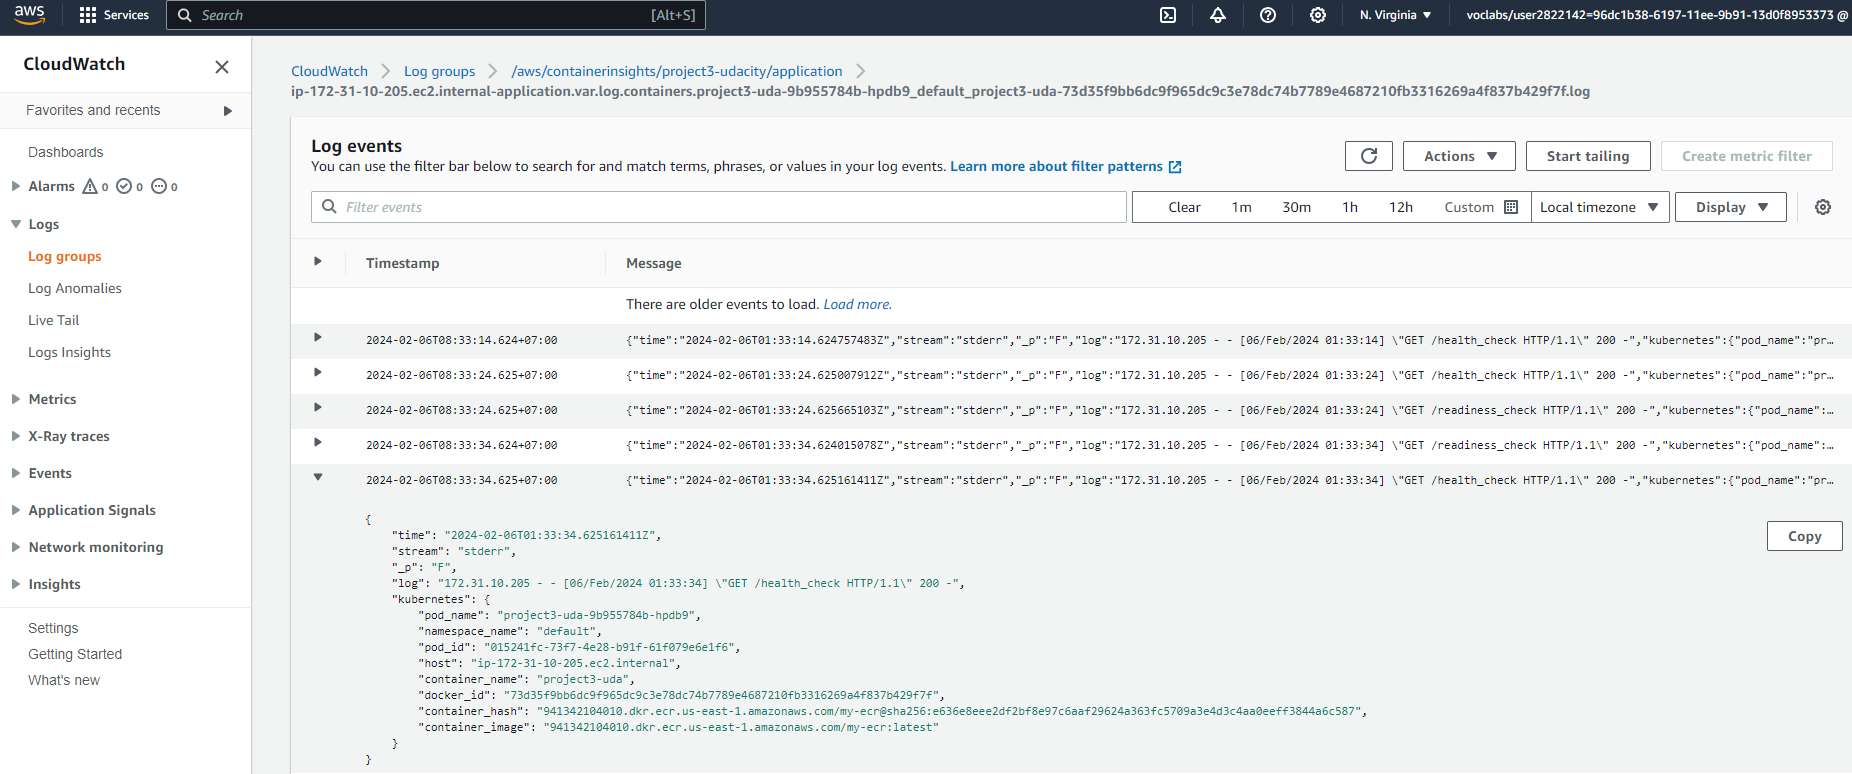 aws Services Search [Alt+S] N. Virginia voclabs/user2822142=96dc1b38-6197-11ee-9b91-13d0f8953373 @
CloudWatch
Favorites and recents
Dashboards
Alarms 0 0 0
Logs
Log groups
Log Anomalies
Live Tail
Logs Insights
Metrics
X-Ray traces
Events
Application Signals
Network monitoring
Insights
Settings
Getting Started
What's new
CloudWatch Log groups /aws/containerinsights/project3-udacity/application
ip-172-31-10-205.ec2.internal-application.var.log.containers.project3-uda-9b955784b-hpdb9_default_project3-uda-73d35f9bb6dc9f965dc9c3e78dc74b7789e4687210fb3316269a4f837b429f7f.log
Log events
You can use the filter bar below to search for and match terms, phrases, or values in your log events. Learn more about filter patterns
Actions Start tailing Create metric filter
Filter events Clear 1m 30m 1h 12h Custom Local timezone Display
Timestamp Message
There are older events to load. Load more.
2024-02-06T08:33:14.624+07:00 {"time":"2024-02-06T01:33:14.624757483Z","stream":"stderr","_p":"F","log":"172.31.10.205 - - [06/Feb/2024 01:33:14] \"GET /health_check HTTP/1.1\" 200 -","kubernetes":{"pod_name":"pr…
2024-02-06T08:33:24.625+07:00 {"time":"2024-02-06T01:33:24.625007912Z","stream":"stderr","_p":"F","log":"172.31.10.205 - - [06/Feb/2024 01:33:24] \"GET /health_check HTTP/1.1\" 200 -","kubernetes":{"pod_name":"pr…
2024-02-06T08:33:24.625+07:00 {"time":"2024-02-06T01:33:24.625665103Z","stream":"stderr","_p":"F","log":"172.31.10.205 - - [06/Feb/2024 01:33:24] \"GET /readiness_check HTTP/1.1\" 200 -","kubernetes":{"pod_name":…
2024-02-06T08:33:34.624+07:00 {"time":"2024-02-06T01:33:34.624015078Z","stream":"stderr","_p":"F","log":"172.31.10.205 - - [06/Feb/2024 01:33:34] \"GET /readiness_check HTTP/1.1\" 200 -","kubernetes":{"pod_name":…
2024-02-06T08:33:34.625+07:00 {"time":"2024-02-06T01:33:34.625161411Z","stream":"stderr","_p":"F","log":"172.31.10.205 - - [06/Feb/2024 01:33:34] \"GET /health_check HTTP/1.1\" 200 -","kubernetes":{"pod_name":"pr…
{
"time": "2024-02-06T01:33:34.625161411Z",
Copy
"stream": "stderr",
"_p": "F",
"log": "172.31.10.205 - - [06/Feb/2024 01:33:34] \"GET /health_check HTTP/1.1\" 200 -",
"kubernetes": {
"pod_name": "project3-uda-9b955784b-hpdb9",
"namespace_name": "default",
"pod_id": "015241fc-73f7-4e28-b91f-61f079e6e1f6",
"host": "ip-172-31-10-205.ec2.internal",
"container_name": "project3-uda",
"docker_id": "73d35f9bb6dc9f965dc9c3e78dc74b7789e4687210fb3316269a4f837b429f7f",
"container_hash": "941342104010.dkr.ecr.us-east-1.amazonaws.com/my-ecr@sha256:e636e8eee2df2bf8e97c6aaf29624a363fc5709a3e4d3c4aa0eeff3844a6c587",
"container_image": "941342104010.dkr.ecr.us-east-1.amazonaws.com/my-ecr:latest"
}
}